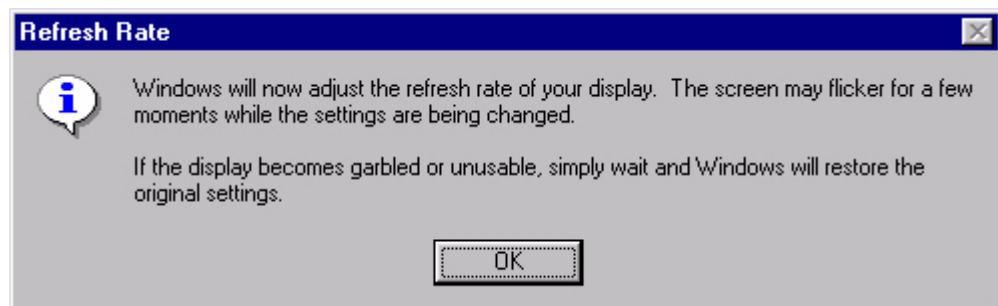 Refresh Rate
Windows will now adjust the refresh rate of your display.  The screen may flicker for a few
moments while the settings are being changed.
If the display becomes garbled or unusable, simply wait and Windows will restore the
original settings.
OK